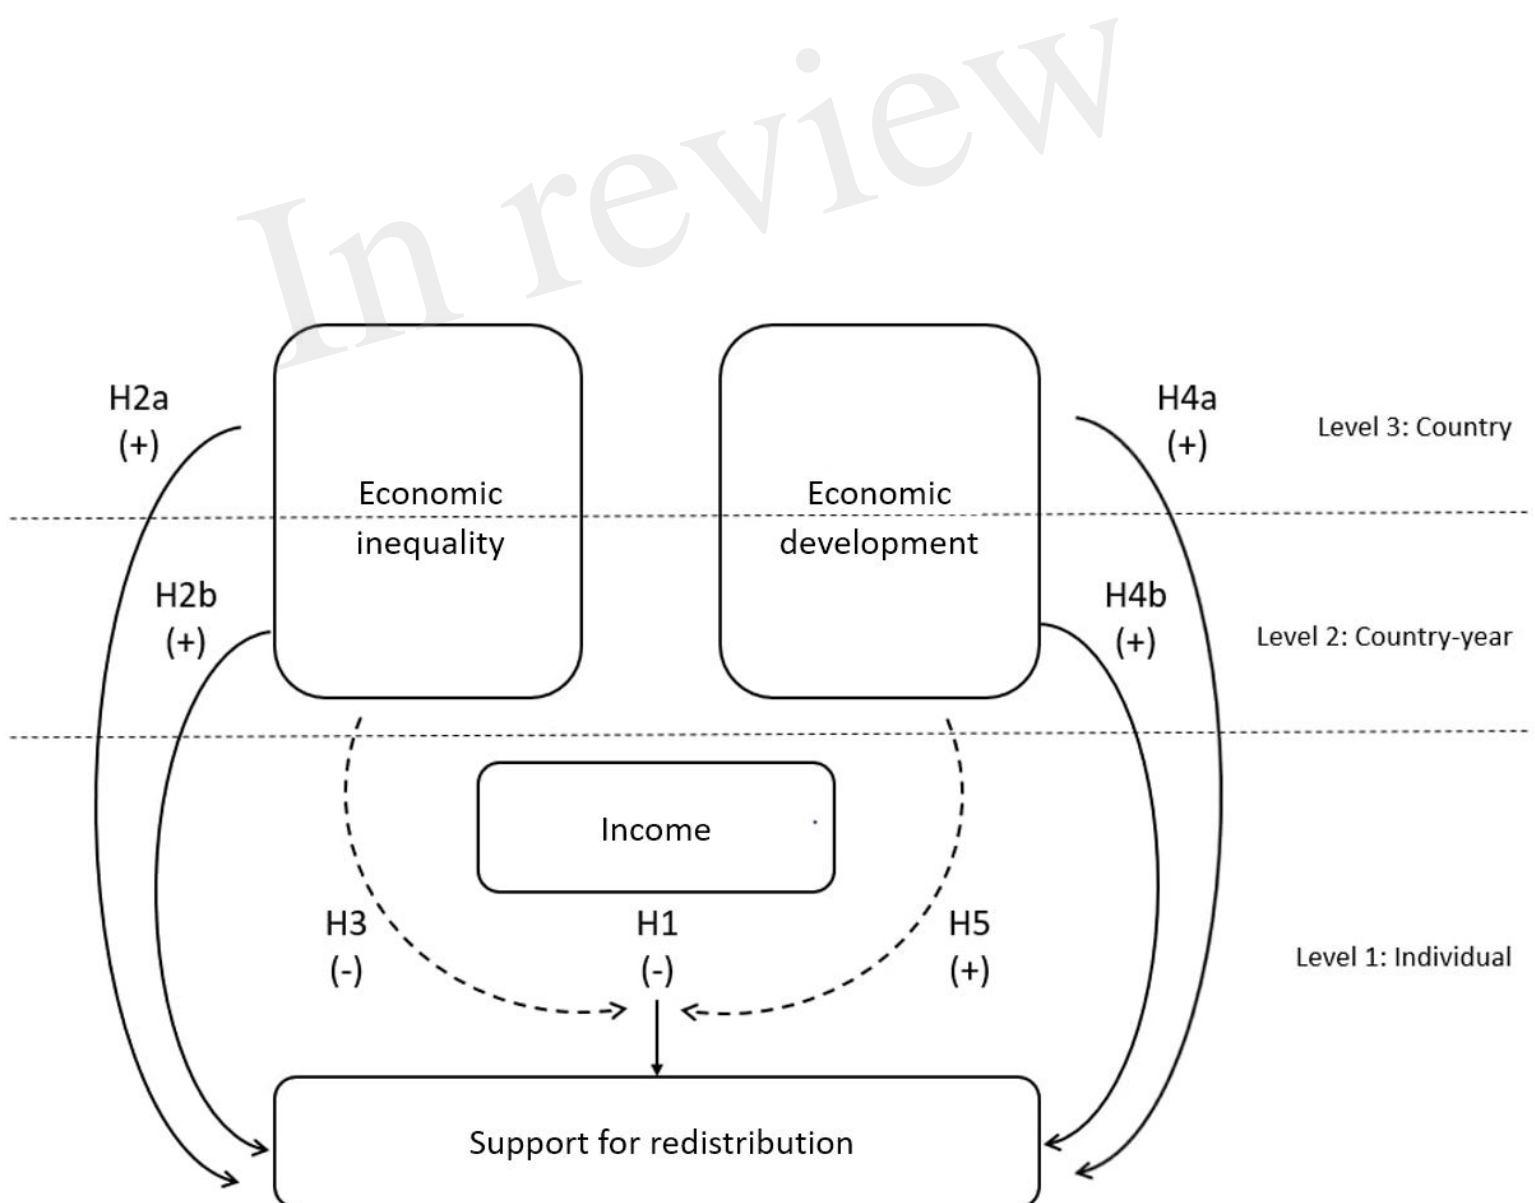 In review
H2a
(+)
H4a
(+)
Level 3: Country
Economic
inequality
Economic
development
H2b
(+)
H4b
(+)
Level 2: Country-year
Income
H3
(-)
H1
(-)
H5
(+)
Level 1: Individual
Support for redistribution